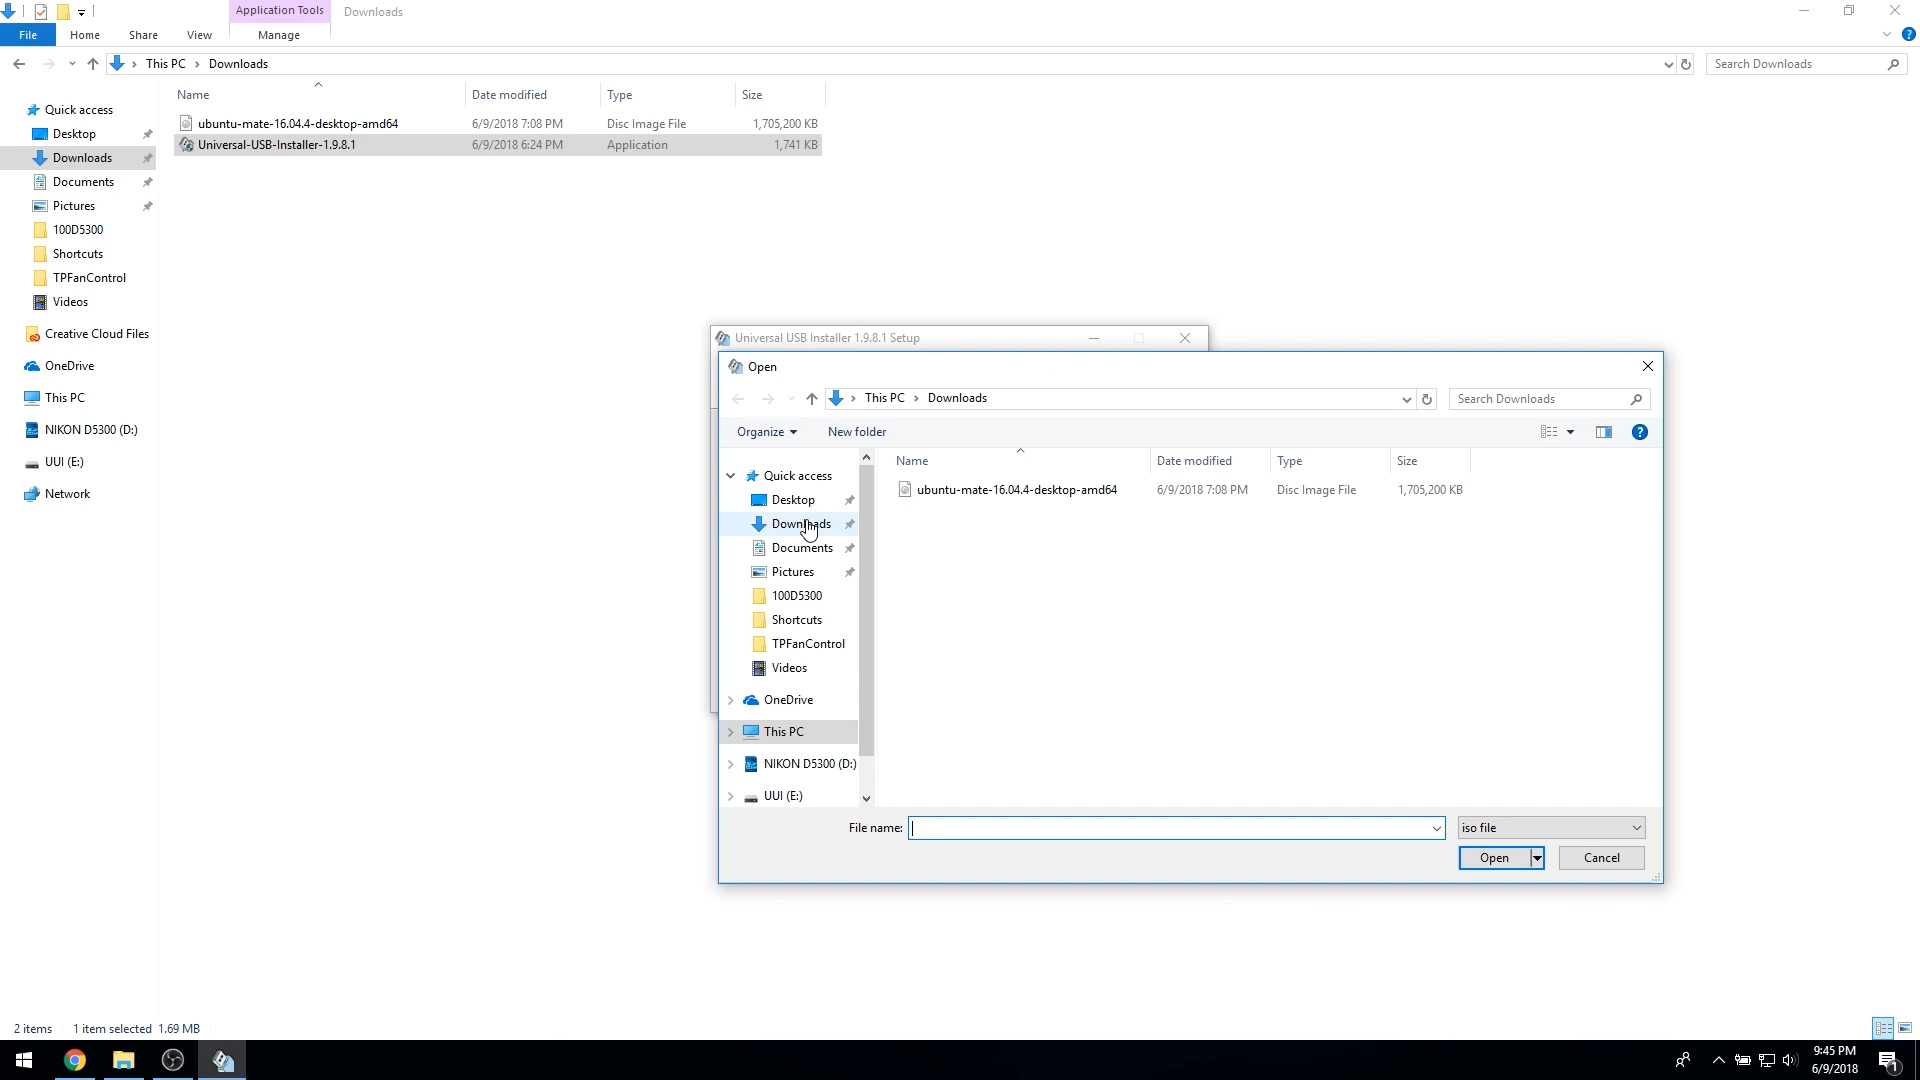 Application Tools Downloads
File Home Share View Manage
This PC Downloads Search Downloads
Name Date modified Type Size
ubuntu-mate-16.04.4-desktop-amd64 6/9/2018 7:08 PM Disc Image File 1,705,200 KB
Universal-USB-Installer-1.9.8.1 6/9/2018 6:24 PM Application 1,741 KB
Quick access
Desktop
Downloads
Documents
Pictures
100D5300
Shortcuts
TPFanControl
Videos
Creative Cloud Files
OneDrive
This PC
NIKON D5300 (D:)
UUI (E:)
Network
Universal USB Installer 1.9.8.1 Setup
Open
This PC Downloads Search Downloads
Organize New folder
Name Date modified Type Size
ubuntu-mate-16.04.4-desktop-amd64 6/9/2018 7:08 PM Disc Image File 1,705,200 KB
Quick access
Desktop
Downloads
Documents
Pictures
100D5300
Shortcuts
TPFanControl
Videos
OneDrive
This PC
NIKON D5300 (D:)
UUI (E:)
File name: iso file
Open Cancel
2 items 1 item selected 1.69 MB
9:45 PM
6/9/2018
1